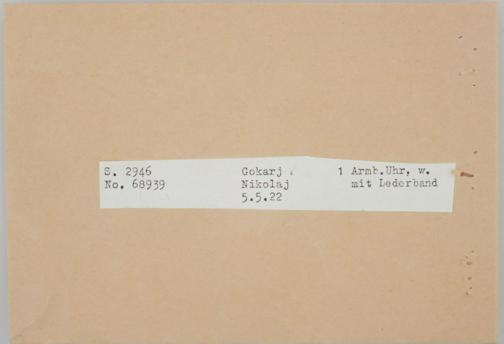 S. 2946 Gokarj 1 Armb.Uhr, w.
No. 68939 Nikolaj mit Lederband
5.5.22